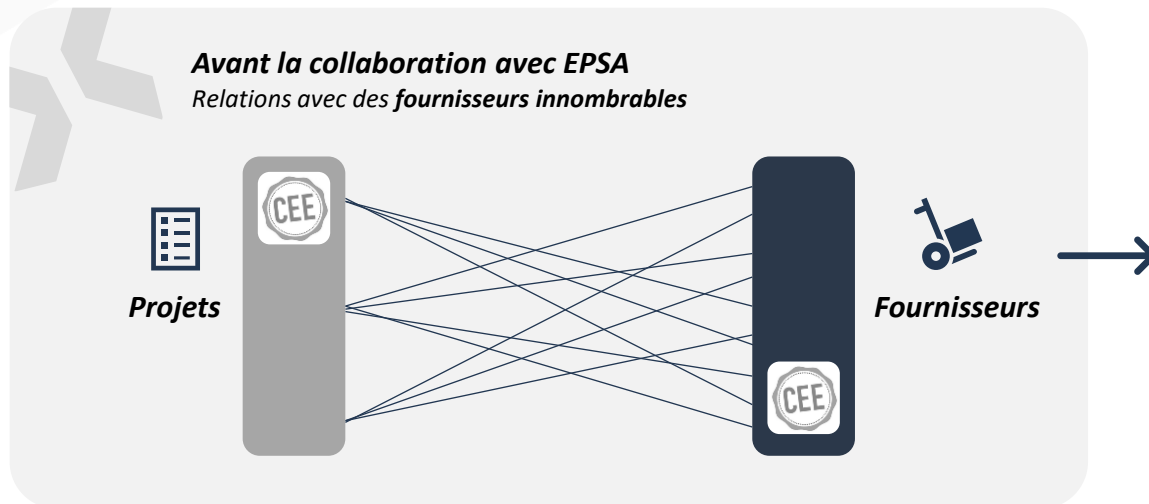 Avant la collaboration avec EPSA
Relations avec des fournisseurs innombrables
CEE
Projets
Fournisseurs
CEE